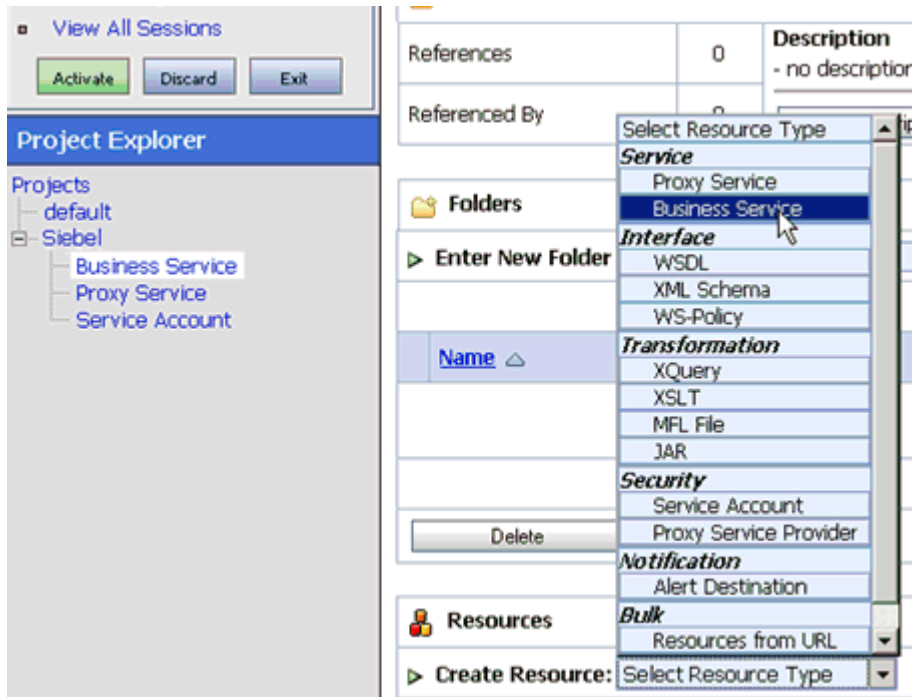 View All Sessions
Activate Discard Exit
Project Explorer
Projects
default
Siebel
Business Service
Proxy Service
Service Account
References 0
Description
- no description
Referenced By
Folders
Enter New Folder
Name
Delete
Resources
Create Resource: Select Resource Type
Select Resource Type
Service
Proxy Service
Business Service
Interface
WSDL
XML Schema
WS-Policy
Transformation
XQuery
XSLT
MFL File
JAR
Security
Service Account
Proxy Service Provider
Notification
Alert Destination
Bulk
Resources from URL